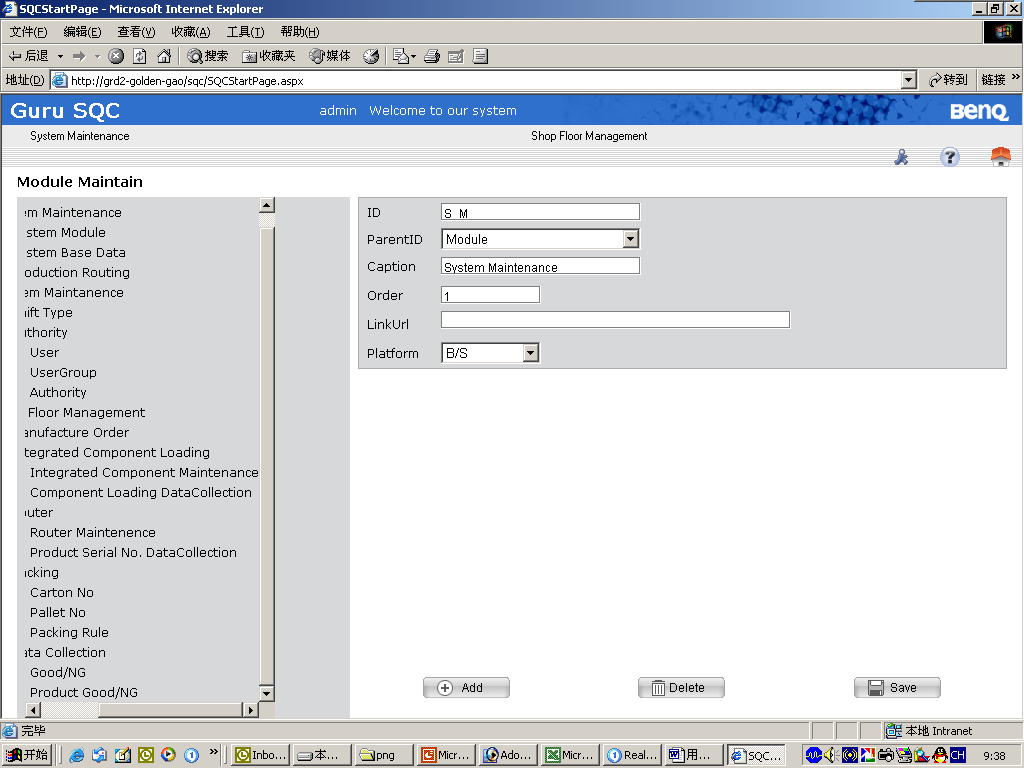 SQCStartPage - Microsoft Internet Explorer
文件(F) 编辑(E) 查看(V) 收藏(A) 工具(T) 帮助(H)
后退 搜索 收藏夹 媒体
地址(D) http://grd2-golden-gao/sqc/SQCStartPage.aspx 转到 链接 »
Guru SQC admin Welcome to our system BenQ
System Maintenance Shop Floor Management
?
Module Maintain
m Maintenance
stem Module
stem Base Data
oduction Routing
em Maintanence
ift Type
thority
User
UserGroup
Authority
Floor Management
anufacture Order
tegrated Component Loading
Integrated Component Maintenance
Component Loading DataCollection
uter
Router Maintenence
Product Serial No. DataCollection
cking
Carton No
Pallet No
Packing Rule
ata Collection
Good/NG
Product Good/NG
ID S_M
ParentID Module
Caption System Maintenance
Order 1
LinkUrl
Platform B/S
Add Delete Save
完毕 本地 Intranet
开始 » Inbo... 本... png Micr... Ado... Micr... Real... 用... SQC... CH 9:38